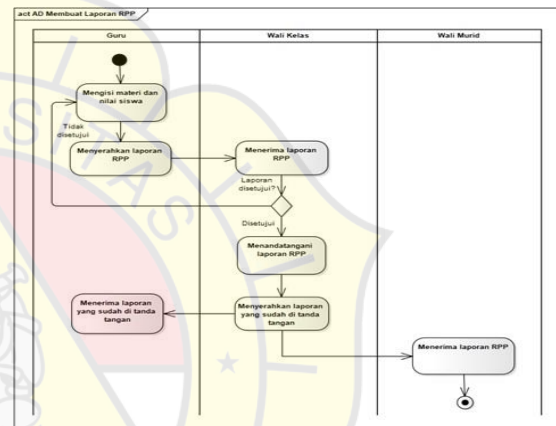 act AD Membuat Laporan RPP
Guru
Wali Kelas
Wali Murid
Mengisi materi dan
nilai siswa
Tidak
disetujui
Menyerahkan laporan
RPP
Menerima laporan
RPP
Laporan
disetujui?
Disetujui
Menandatangani
laporan RPP
Menerima laporan
yang sudah di tanda
tangan
Menyerahkan laporan
yang sudah di tanda
tangan
Menerima laporan RPP
SITAS